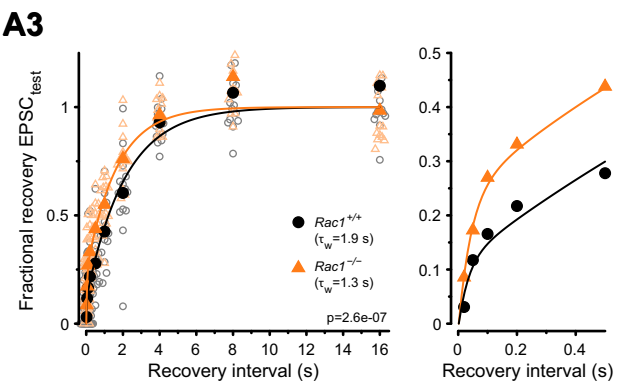 A3
Fractional recovery EPSC_test
1
0.5
0
0 2 4 6 8 10 12 14 16
Recovery interval (s)
Rac1+/+
(τw=1.9 s)
Rac1−/−
(τw=1.3 s)
p=2.6e-07
0.5
0.4
0.3
0.2
0.1
0
0 0.2 0.4
Recovery interval (s)